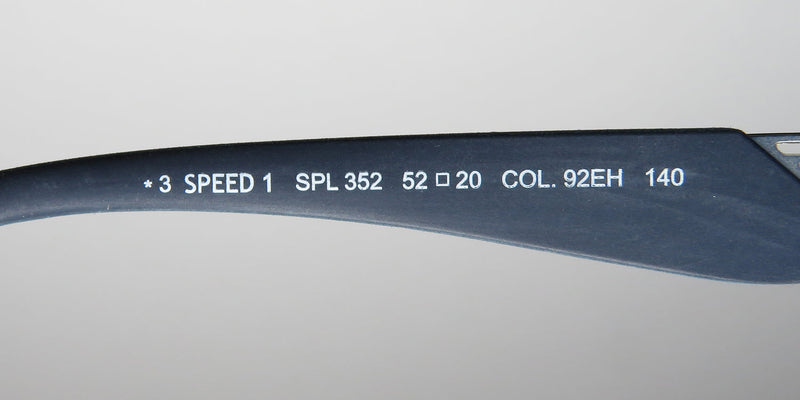 * 3 SPEED 1 SPL 352 52 □ 20 COL. 92EH 140